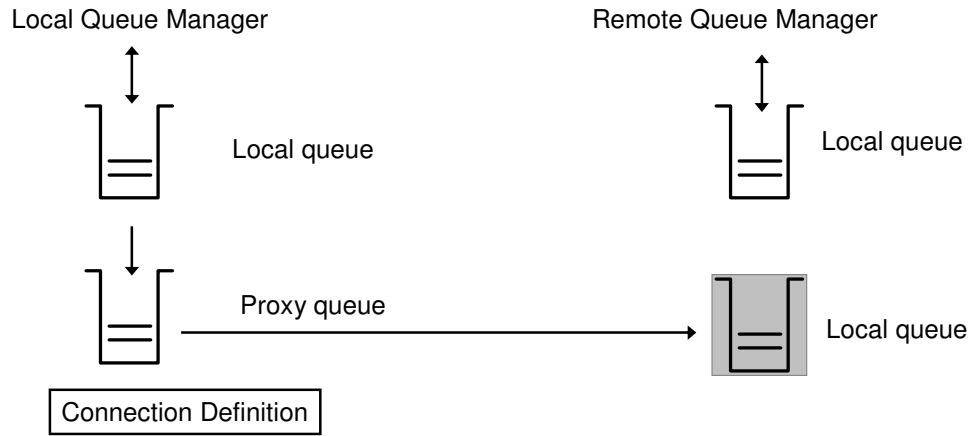 Local Queue Manager
Remote Queue Manager
Local queue
Local queue
Proxy queue
Local queue
Connection Definition